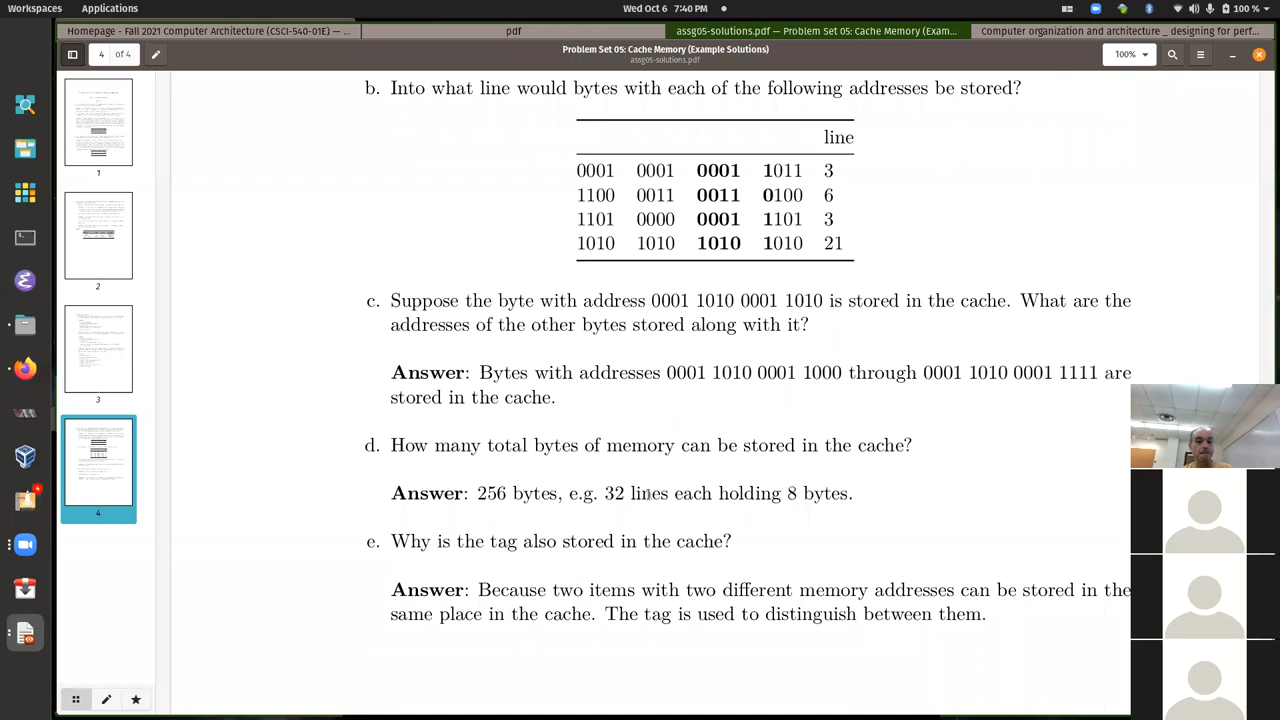 Workspaces Applications Wed Oct 6 7:40 PM 100 %
Homepage - Fall 2021 Computer Architecture (CSCI-540-01E) — ... pdf assg05-solutions.pdf — Problem Set 05: Cache Memory (Exam... Computer organization and architecture _ designing for perf...
4 of 4 Problem Set 05: Cache Memory (Example Solutions) 100%
assg05-solutions.pdf
b. Into what line would bytes with each of the following addresses be stored?
line
0001 0001 0001 1011 3
1100 0011 0011 0100 6
1101 0000 0001 1101 3
1010 1010 1010 1010 21
c. Suppose the byte with address 0001 1010 0001 1010 is stored in the cache. What are the
addresses of the other bytes stored along with it?
Answer: Bytes with addresses 0001 1010 0001 1000 through 0001 1010 0001 1111 are
stored in the cache.
d. How many total bytes of memory can be stored in the cache?
Answer: 256 bytes, e.g. 32 lines each holding 8 bytes.
e. Why is the tag also stored in the cache?
Answer: Because two items with two different memory addresses can be stored in the
same place in the cache. The tag is used to distinguish between them.
1
2
3
4